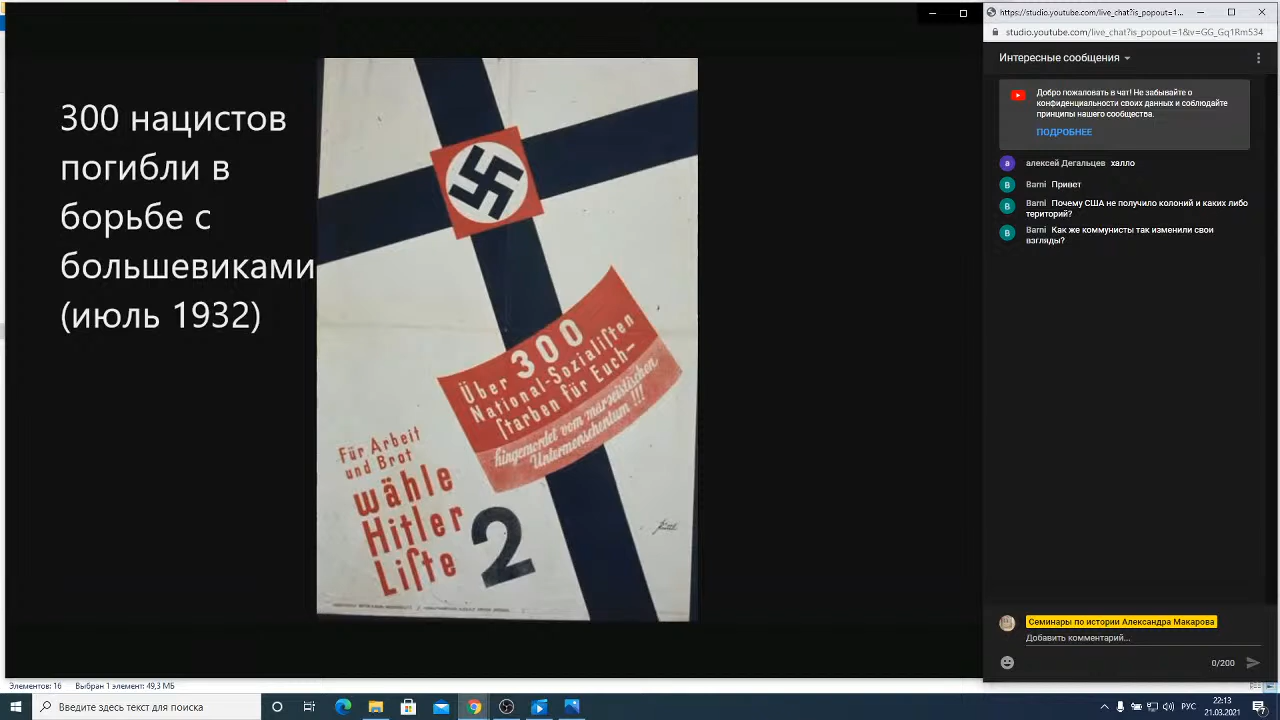 https://studio.youtube.com/live_chat?is_popout=1...
studio.youtube.com/live_chat?is_popout=1&v=GG_Gq1Rm534
Интересные сообщения
Добро пожаловать в чат! Не забывайте о
конфиденциальности своих данных и соблюдайте
принципы нашего сообщества.
ПОДРОБНЕЕ
а алексей Дегальцев халло
B Barni Привет
B Barni Почему США не получило колоний и каких либо
территорий?
B Barni Как же коммунисты так изменили свои
взгляды?
300 нацистов
погибли в
борьбе с
большевиками
(июль 1932)
Über 300
National-Sozialiſten
ſtarben für Euch—
hingemordet vom marxistischen
Untermenschentum !!!
Für Arbeit
und Brot
wähle
Hitler
Liſte 2
Семинары по истории Александра Макарова
Добавить комментарий...
0/200
Элементов: 16 Выбран 1 элемент: 49,3 МБ
Введите здесь текст для поиска
РУС
22:13